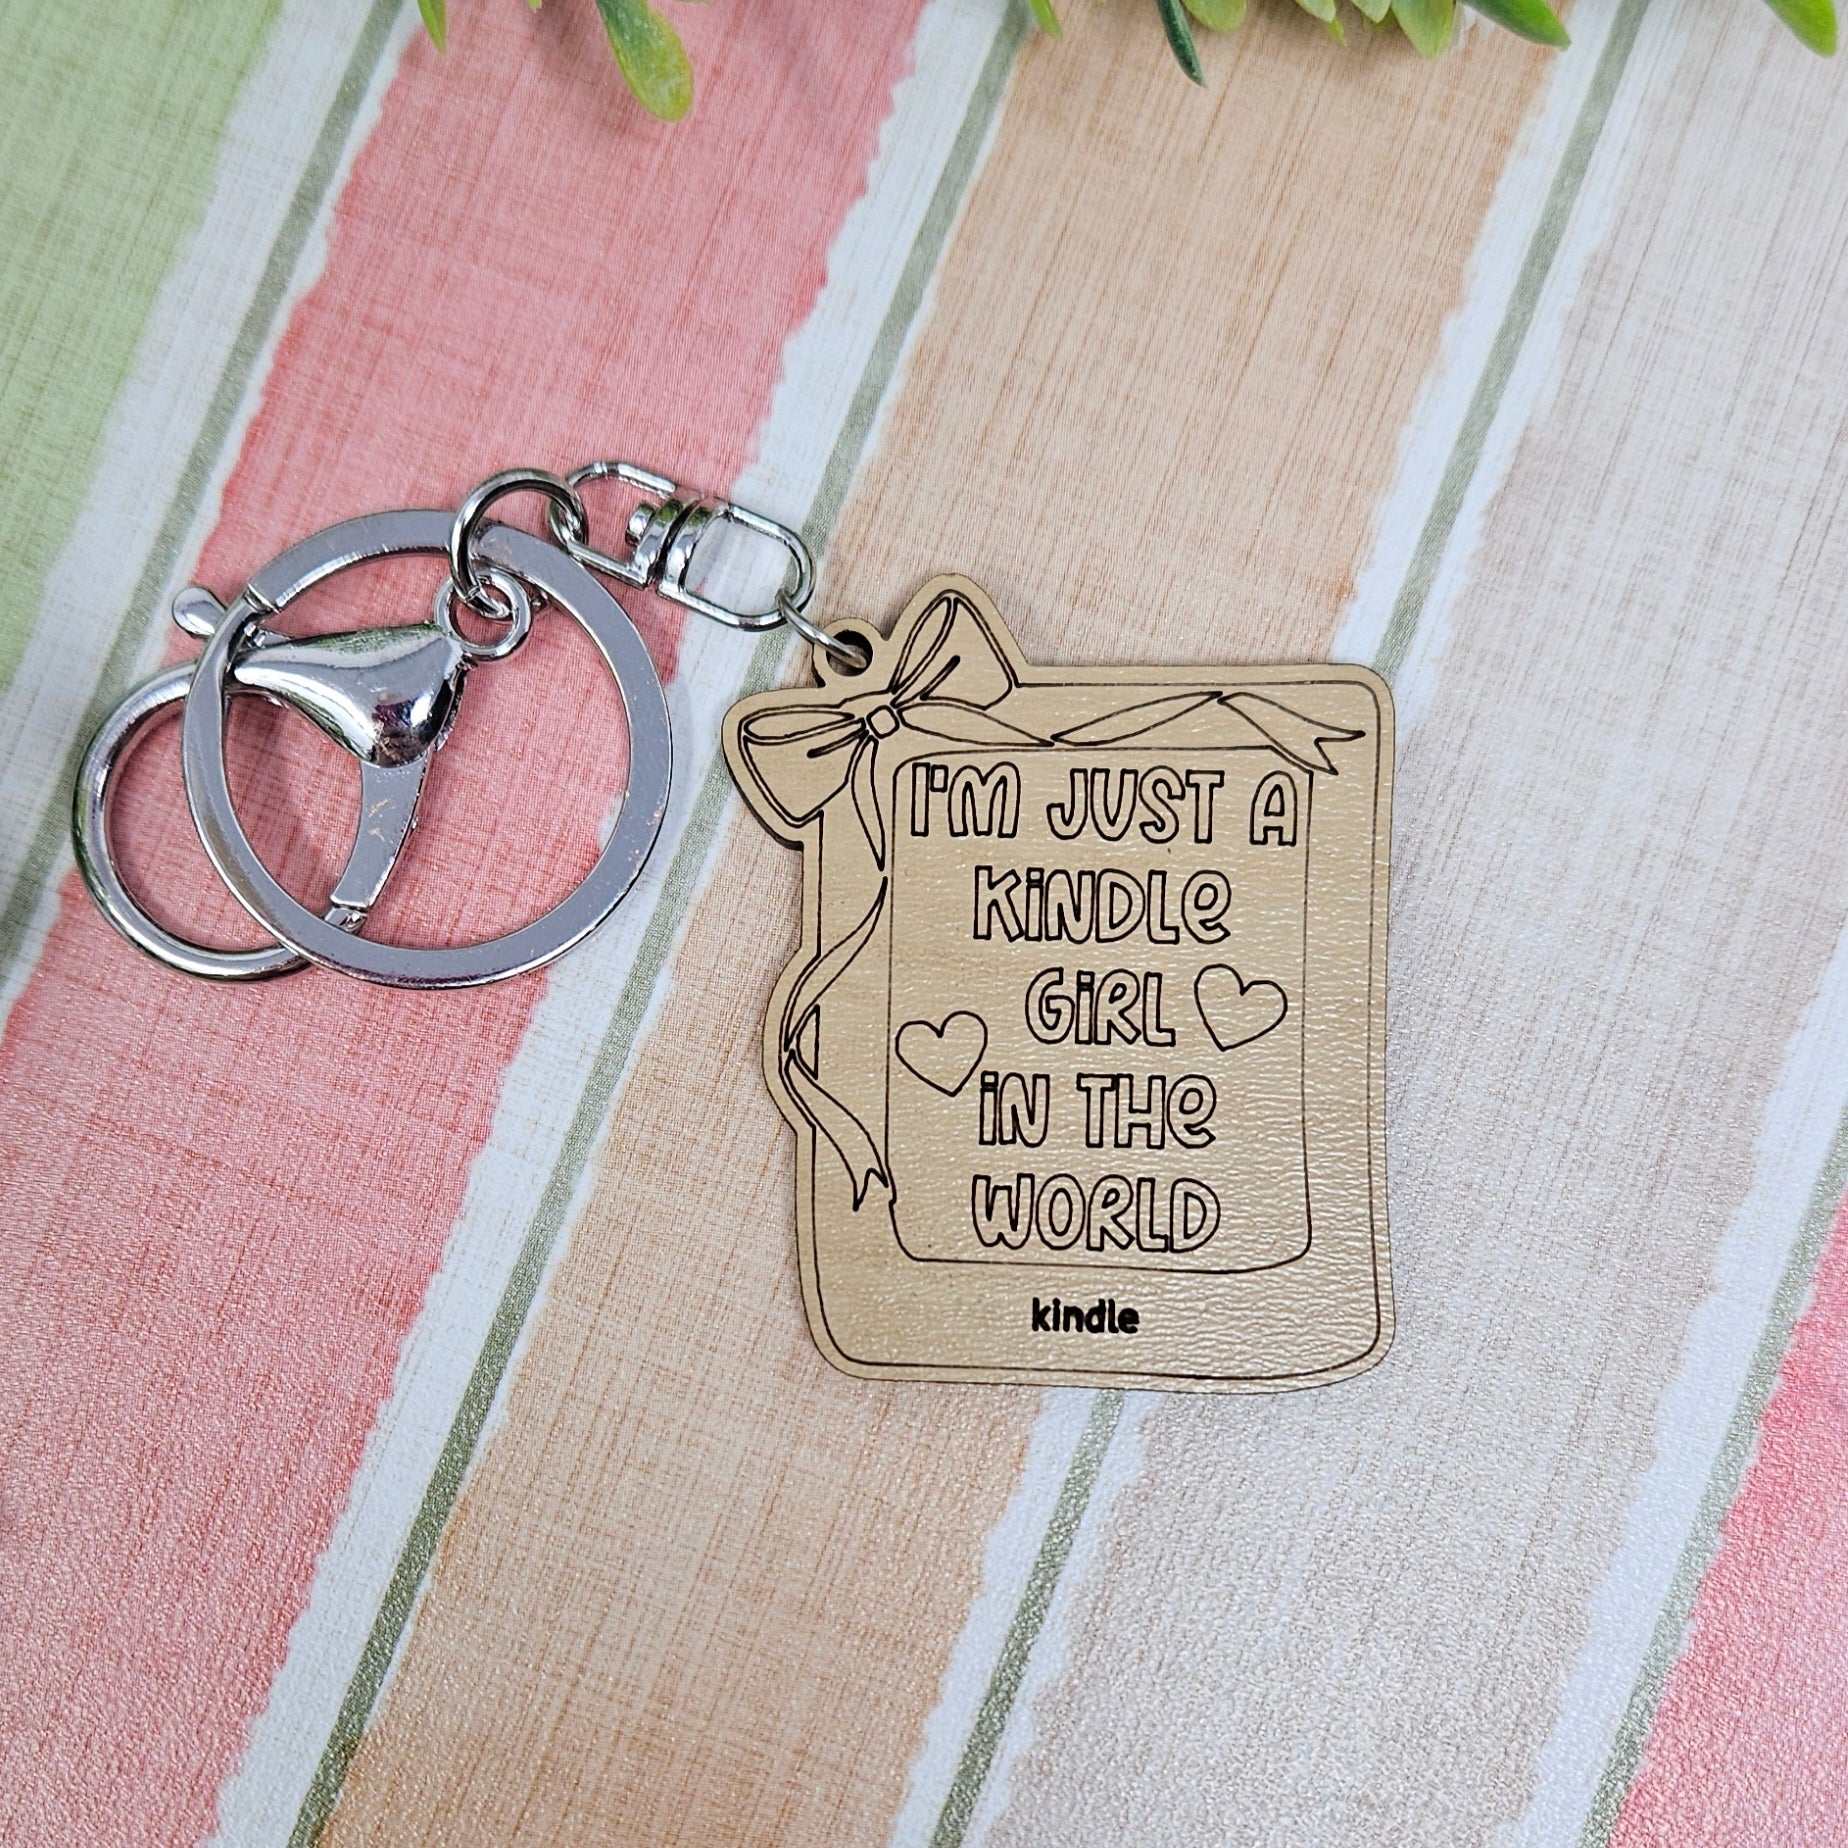 I'M JUST A
KiNDLe
GiRL
iN THe
WORLD
kindle